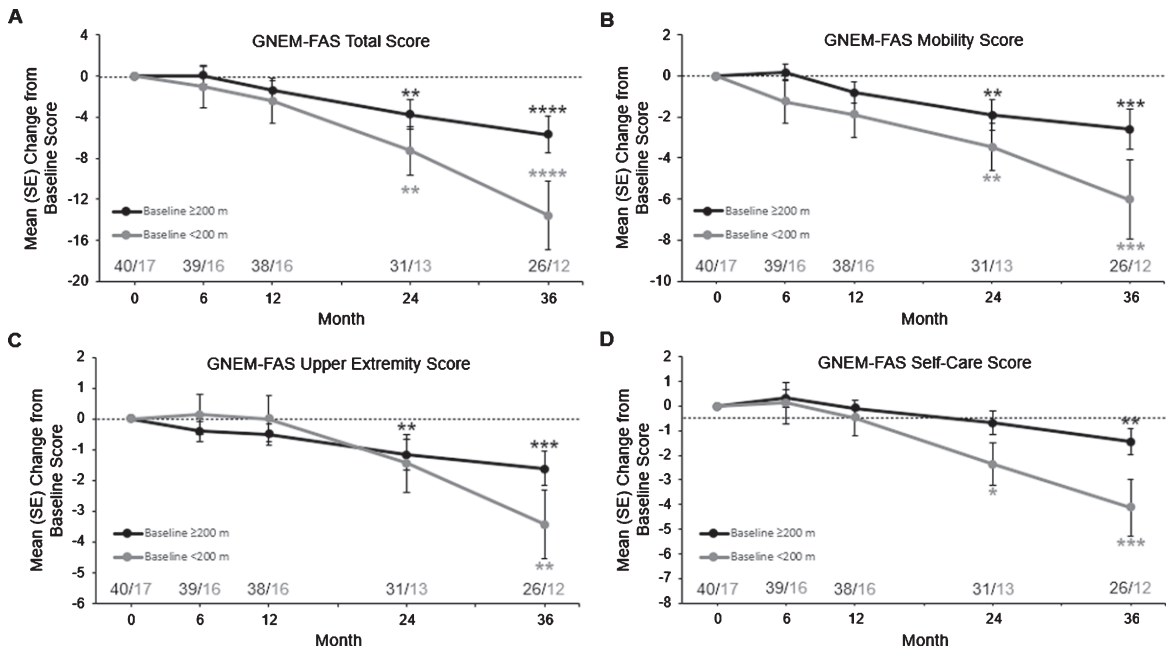 A
GNEM-FAS Total Score
Mean (SE) Change from
Baseline Score
4
0
-4
-8
-12
-16
-20
**
****
**
****
Baseline ≥200 m
Baseline <200 m
40/17 39/16 38/16 31/13 26/12
0 6 12 24 36
Month
B
GNEM-FAS Mobility Score
Mean (SE) Change from
Baseline Score
2
0
-2
-4
-6
-8
-10
**
***
**
***
Baseline ≥200 m
Baseline <200 m
40/17 39/16 38/16 31/13 26/12
0 6 12 24 36
Month
C
GNEM-FAS Upper Extremity Score
Mean (SE) Change from
Baseline Score
2
1
0
-1
-2
-3
-4
-5
-6
**
***
**
Baseline ≥200 m
Baseline <200 m
40/17 39/16 38/16 31/13 26/12
0 6 12 24 36
Month
D
GNEM-FAS Self-Care Score
Mean (SE) Change from
Baseline Score
2
1
0
-1
-2
-3
-4
-5
-6
-7
-8
**
*
***
Baseline ≥200 m
Baseline <200 m
40/17 39/16 38/16 31/13 26/12
0 6 12 24 36
Month